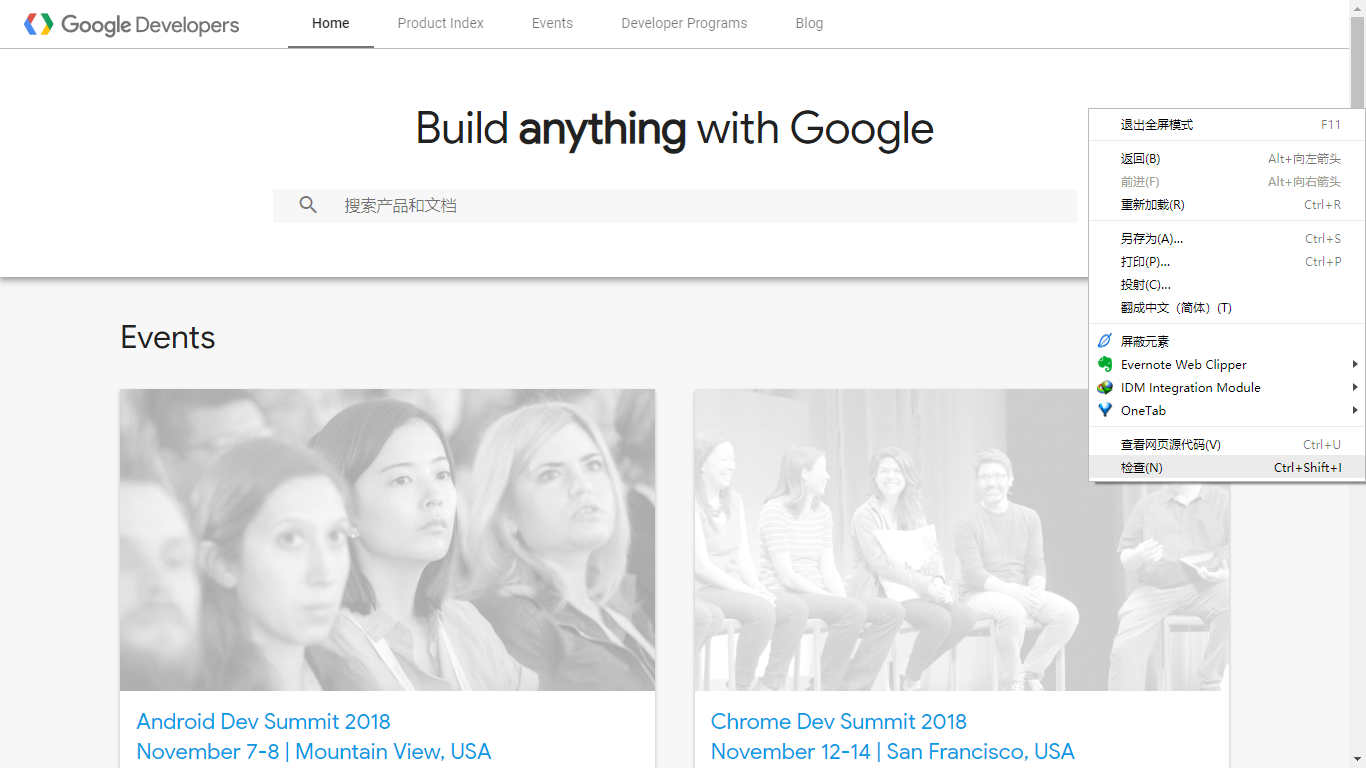 Google Developers
Home
Product Index
Events
Developer Programs
Blog
Build anything with Google
搜索产品和文档
退出全屏模式 F11
返回(B) Alt+向左箭头
前进(F) Alt+向右箭头
重新加载(R) Ctrl+R
另存为(A)... Ctrl+S
打印(P)... Ctrl+P
投射(C)...
翻成中文（简体）(T)
屏蔽元素
Evernote Web Clipper
IDM Integration Module
OneTab
查看网页源代码(V) Ctrl+U
检查(N) Ctrl+Shift+I
Events
Android Dev Summit 2018
November 7-8 | Mountain View, USA
Chrome Dev Summit 2018
November 12-14 | San Francisco, USA